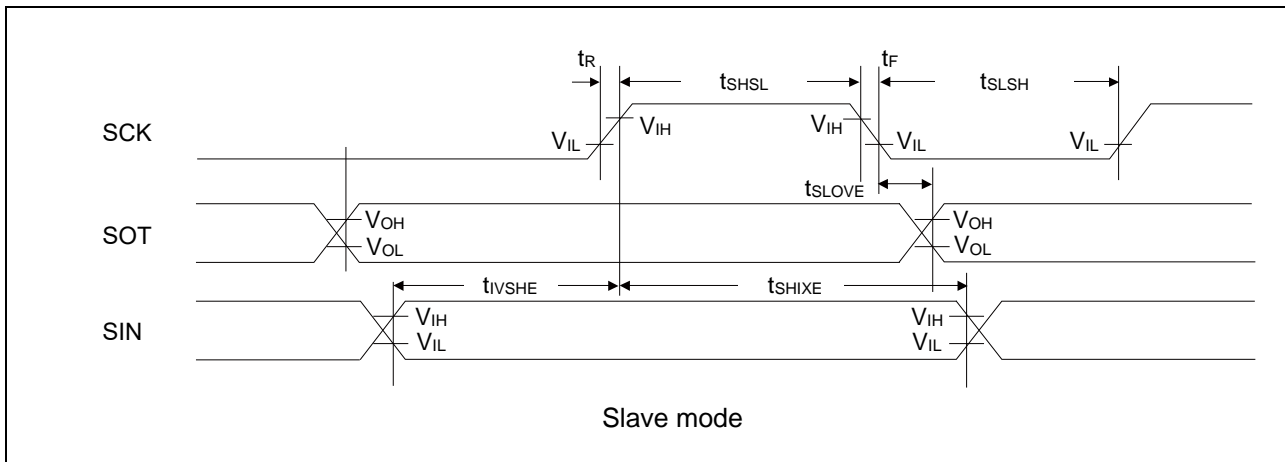 tR
tSHSL
tF
tSLSH
SCK
VIH
VIL
VIH
VIL
VIL
tSLOVE
SOT
VOH
VOL
VOH
VOL
tIVSHE
tSHIXE
SIN
VIH
VIL
VIH
VIL
Slave mode